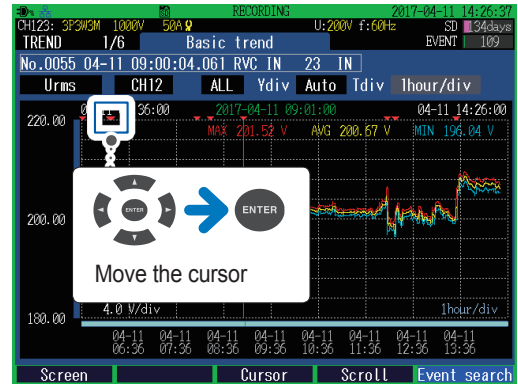 RECORDING 2017-04-11 14:26:37
CH123: 3P3W3M 1000V 50A U:200V f:60Hz SD 134days
TREND 1/6 Basic trend EVENT 109
No.0055 04-11 09:00:04.061 RVC IN 23 IN
Urms CH12 ALL Ydiv Auto Tdiv 1hour/div
36:00 2017-04-11 09:01:00 04-11 14:26:00
220.00
MAX 201.52 V AVG 200.67 V MIN 196.04 V
ENTER ENTER
200.00
Move the cursor
4.0 V/div 1hour/div
180.00
04-11 04-11 04-11 04-11 04-11 04-11 04-11 04-11
06:36 07:36 08:36 09:36 10:36 11:36 12:36 13:36
Screen Cursor Scroll Event search